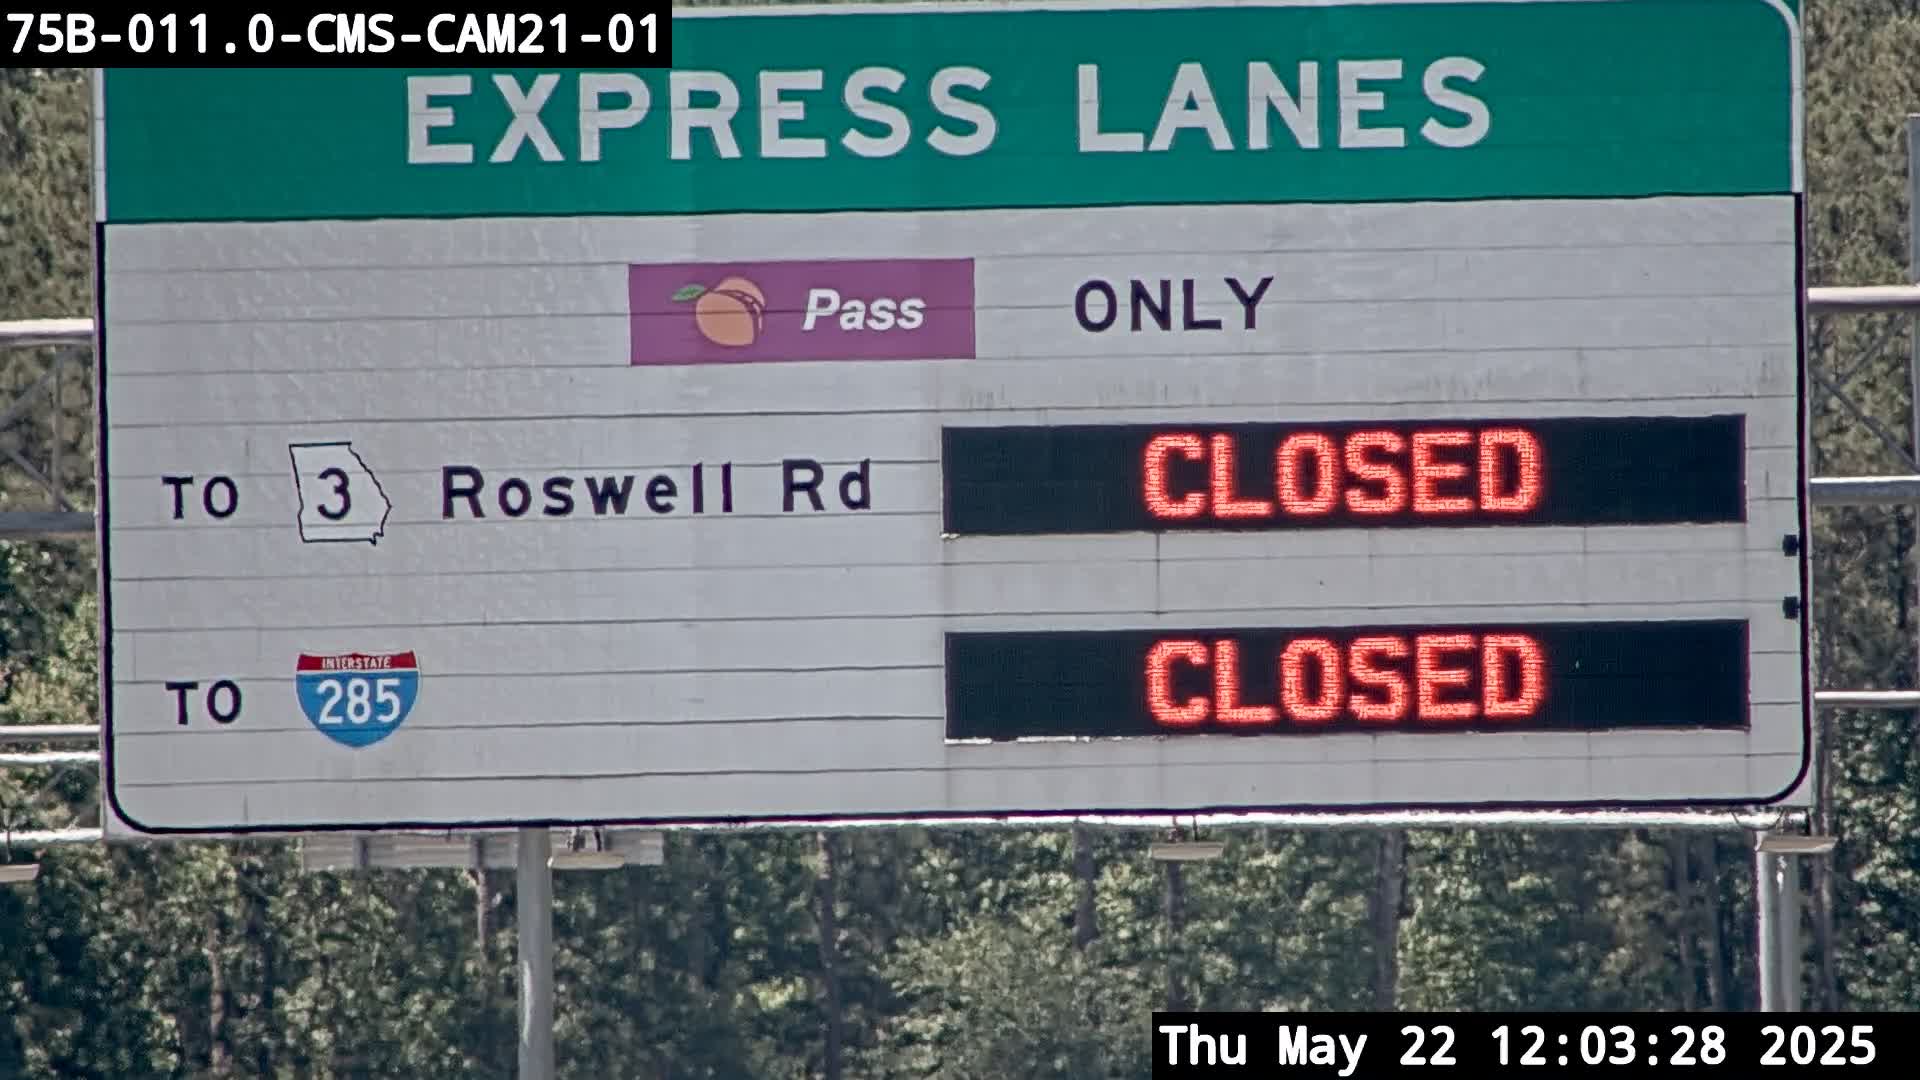 75B-011.0-CMS-CAM21-01
EXPRESS LANES
Pass ONLY
TO 3 Roswell Rd CLOSED
INTERSTATE
TO 285 CLOSED
Thu May 22 12:03:28 2025